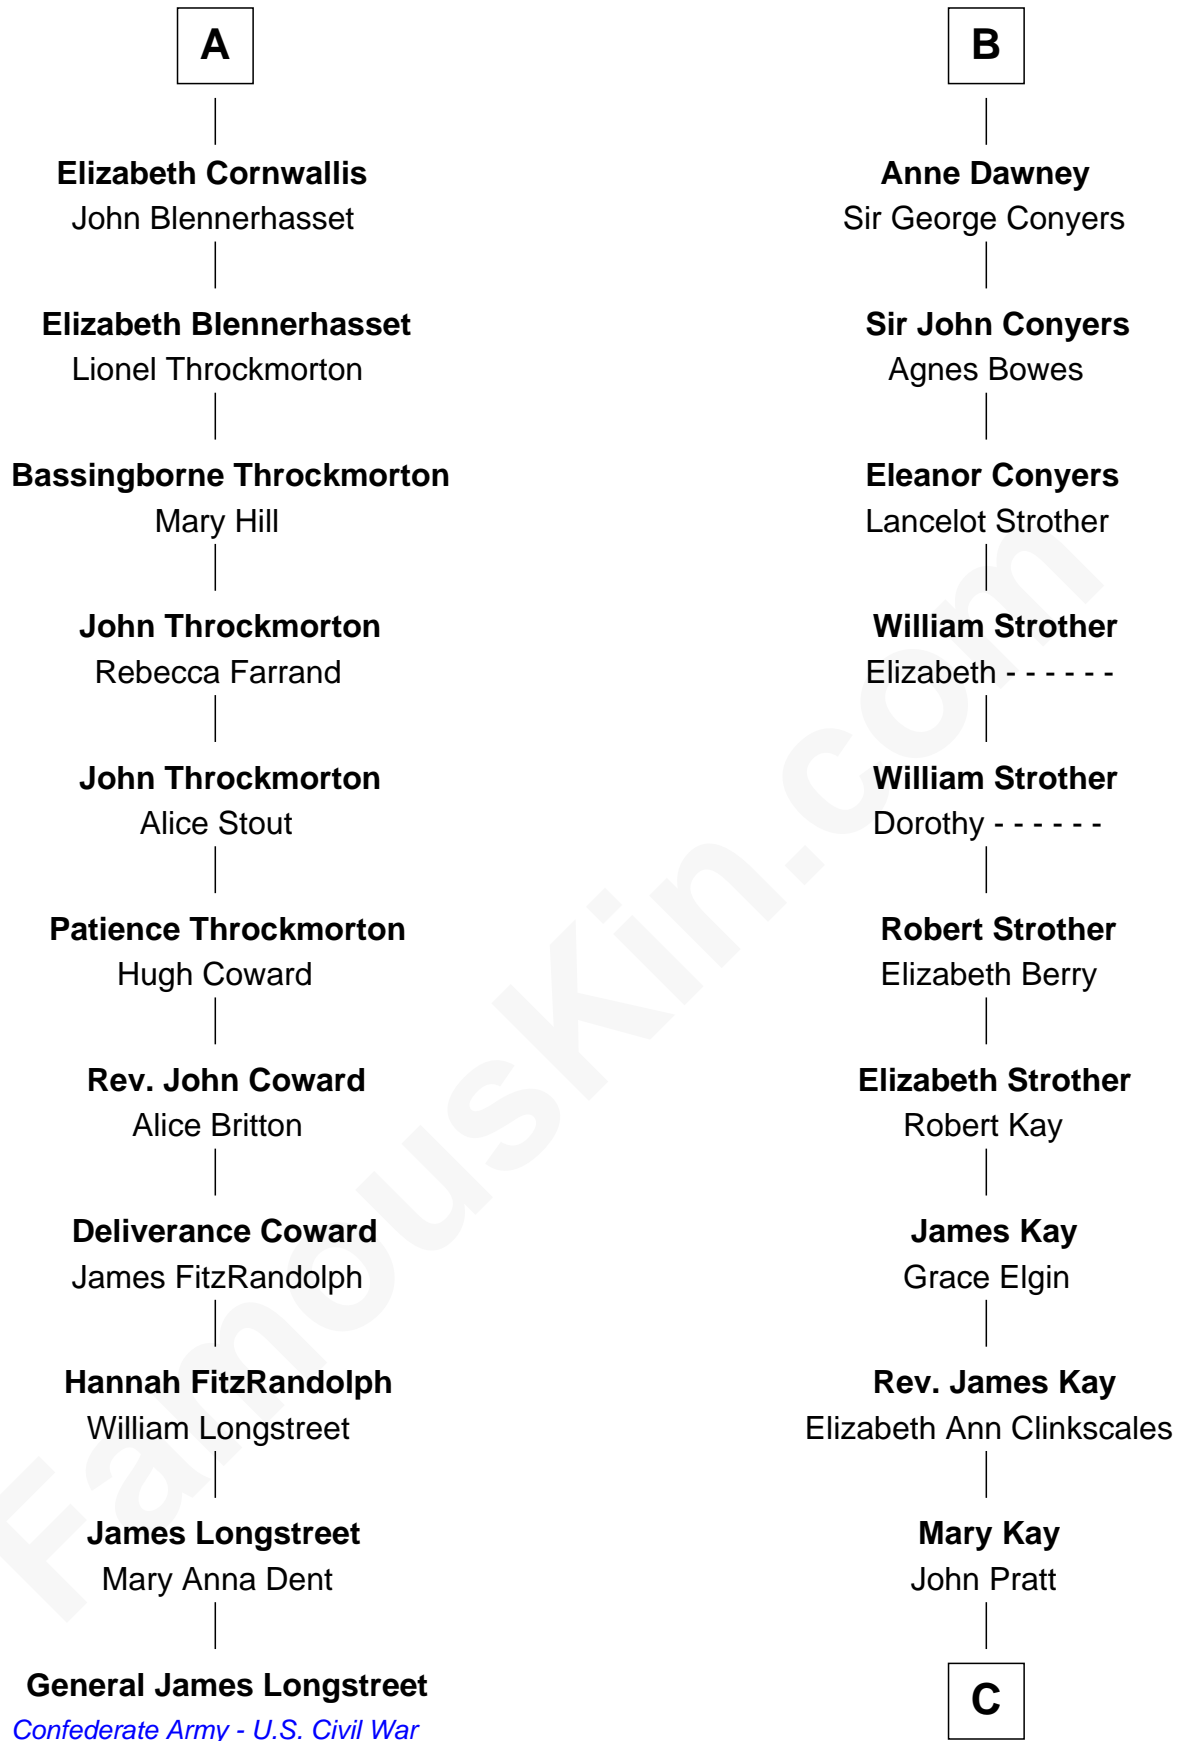 A
Elizabeth Cornwallis
John Blennerhasset
Elizabeth Blennerhasset
Lionel Throckmorton
Bassingborne Throckmorton
Mary Hill
John Throckmorton
Rebecca Farrand
John Throckmorton
Alice Stout
Patience Throckmorton
Hugh Coward
Rev. John Coward
Alice Britton
Deliverance Coward
James FitzRandolph
Hannah FitzRandolph
William Longstreet
James Longstreet
Mary Anna Dent
General James Longstreet
Confederate Army - U.S. Civil War
B
Anne Dawney
Sir George Conyers
Sir John Conyers
Agnes Bowes
Eleanor Conyers
Lancelot Strother
William Strother
Elizabeth - - - - - -
William Strother
Dorothy - - - - - -
Robert Strother
Elizabeth Berry
Elizabeth Strother
Robert Kay
James Kay
Grace Elgin
Rev. James Kay
Elizabeth Ann Clinkscales
Mary Kay
John Pratt
C
FamousKin.com